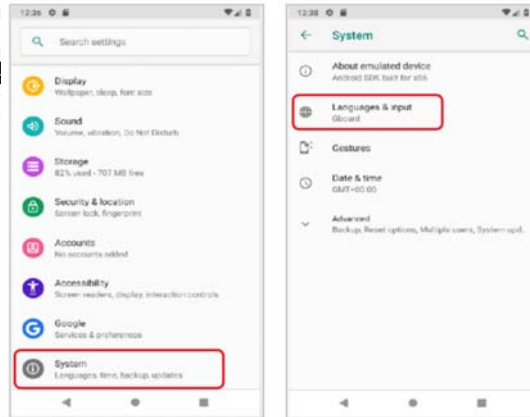 12:36
Search settings
Display
Wallpaper, sleep, font size
Sound
Volume, vibration, Do Not Disturb
Storage
82% used - 707 MB free
Security & location
Screen lock, fingerprint
Accounts
No accounts added
Accessibility
Screen readers, display, interaction controls
Google
Services & preferences
System
Languages, time, backup, updates
12:38
System
About emulated device
Android SDK built for x86
Languages & input
Gboard
Gestures
Date & time
GMT+00:00
Advanced
Backup, Reset options, Multiple users, System upd..